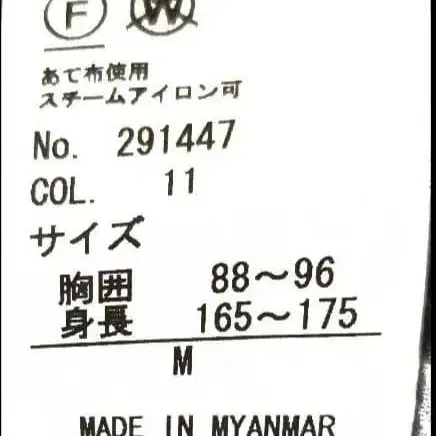 F W
あて布使用
スチームアイロン可
No. 291447
COL. 11
サイズ
胸囲 88～96
身長 165～175
M
MADE IN MYANMAR